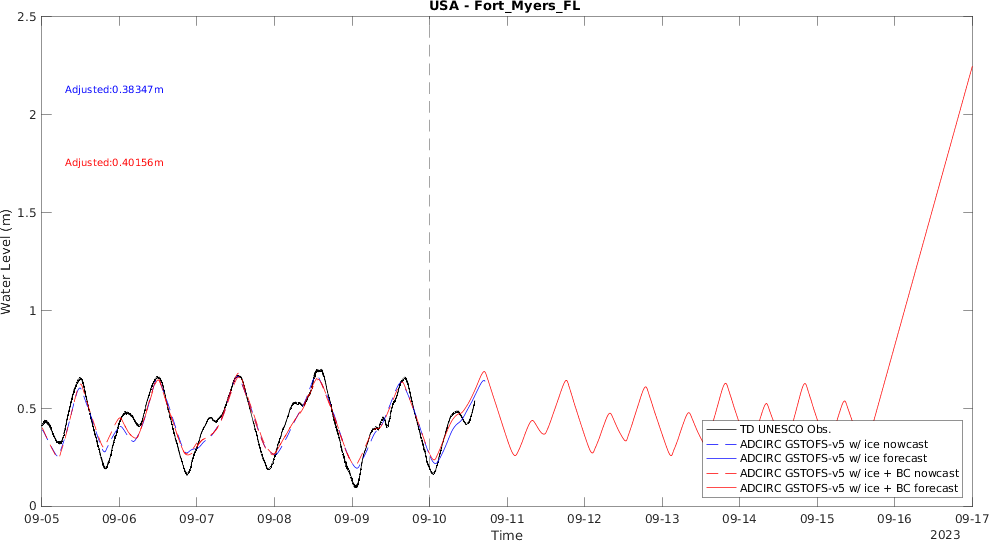 USA - Fort_Myers_FL
2.5
2
1.5
1
0.5
0
Water Level (m)
Adjusted:0.38347m
Adjusted:0.40156m
TD UNESCO Obs.
ADCIRC GSTOFS-v5 w/ ice nowcast
ADCIRC GSTOFS-v5 w/ ice forecast
ADCIRC GSTOFS-v5 w/ ice + BC nowcast
ADCIRC GSTOFS-v5 w/ ice + BC forecast
09-05 09-06 09-07 09-08 09-09 09-10 09-11 09-12 09-13 09-14 09-15 09-16 09-17
Time
2023